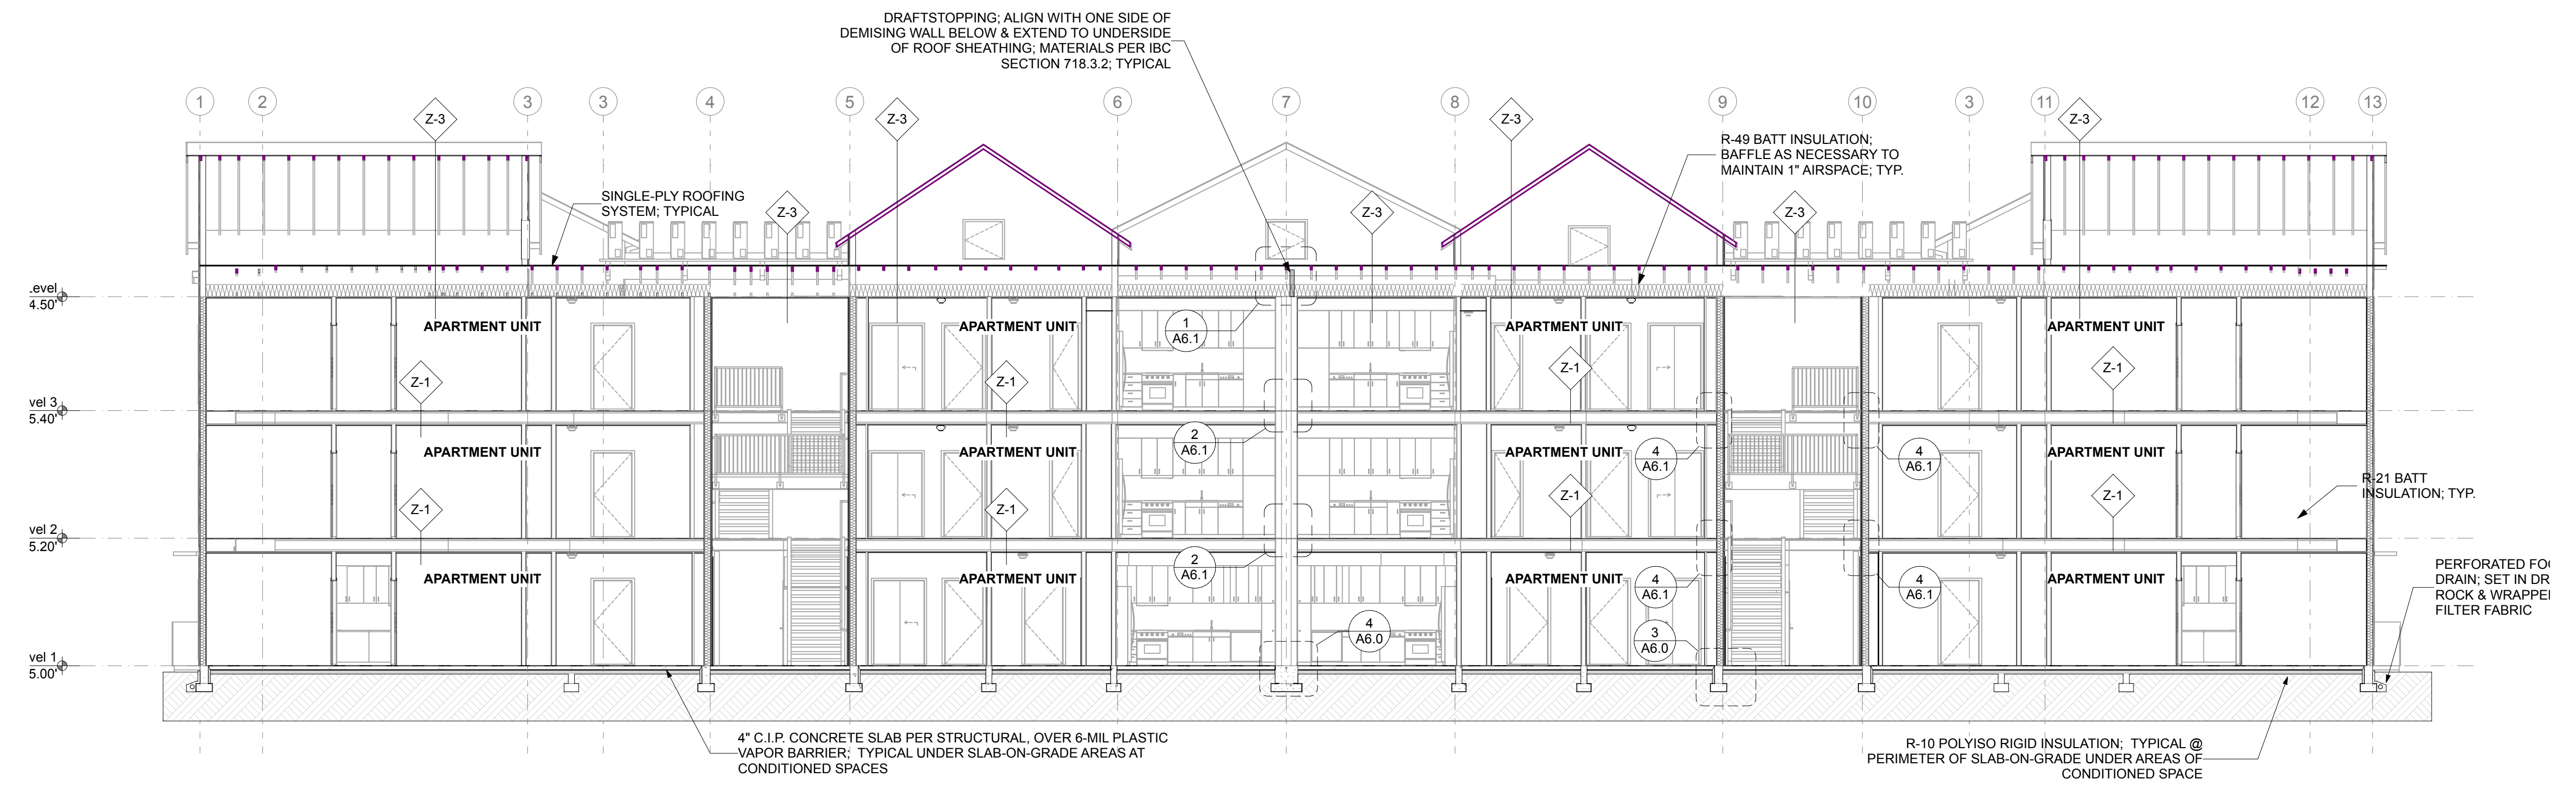 DRAFTSTOPPING; ALIGN WITH ONE SIDE OF
DEMISING WALL BELOW & EXTEND TO UNDERSIDE
OF ROOF SHEATHING; MATERIALS PER IBC
SECTION 718.3.2; TYPICAL
1 2 3 3 4 5 6 7 8 9 10 3 11 12 13
Z-3 Z-3 Z-3 Z-3
R-49 BATT INSULATION;
BAFFLE AS NECESSARY TO
MAINTAIN 1" AIRSPACE; TYP.
SINGLE-PLY ROOFING
SYSTEM; TYPICAL
Z-3 Z-3 Z-3
.evel
4.50'
APARTMENT UNIT APARTMENT UNIT APARTMENT UNIT APARTMENT UNIT
1
A6.1
Z-1 Z-1 Z-1 Z-1
vel 3
5.40'
2
A6.1
4
A6.1
4
A6.1
APARTMENT UNIT APARTMENT UNIT APARTMENT UNIT APARTMENT UNIT
R-21 BATT
INSULATION; TYP.
Z-1 Z-1 Z-1 Z-1
vel 2
5.20'
2
A6.1
4
A6.1
4
A6.1
APARTMENT UNIT APARTMENT UNIT APARTMENT UNIT APARTMENT UNIT
PERFORATED FOO
DRAIN; SET IN DR
ROCK & WRAPPE
FILTER FABRIC
4
A6.0
3
A6.0
vel 1
5.00'
4" C.I.P. CONCRETE SLAB PER STRUCTURAL, OVER 6-MIL PLASTIC
VAPOR BARRIER; TYPICAL UNDER SLAB-ON-GRADE AREAS AT
CONDITIONED SPACES
R-10 POLYISO RIGID INSULATION; TYPICAL @
PERIMETER OF SLAB-ON-GRADE UNDER AREAS OF
CONDITIONED SPACE